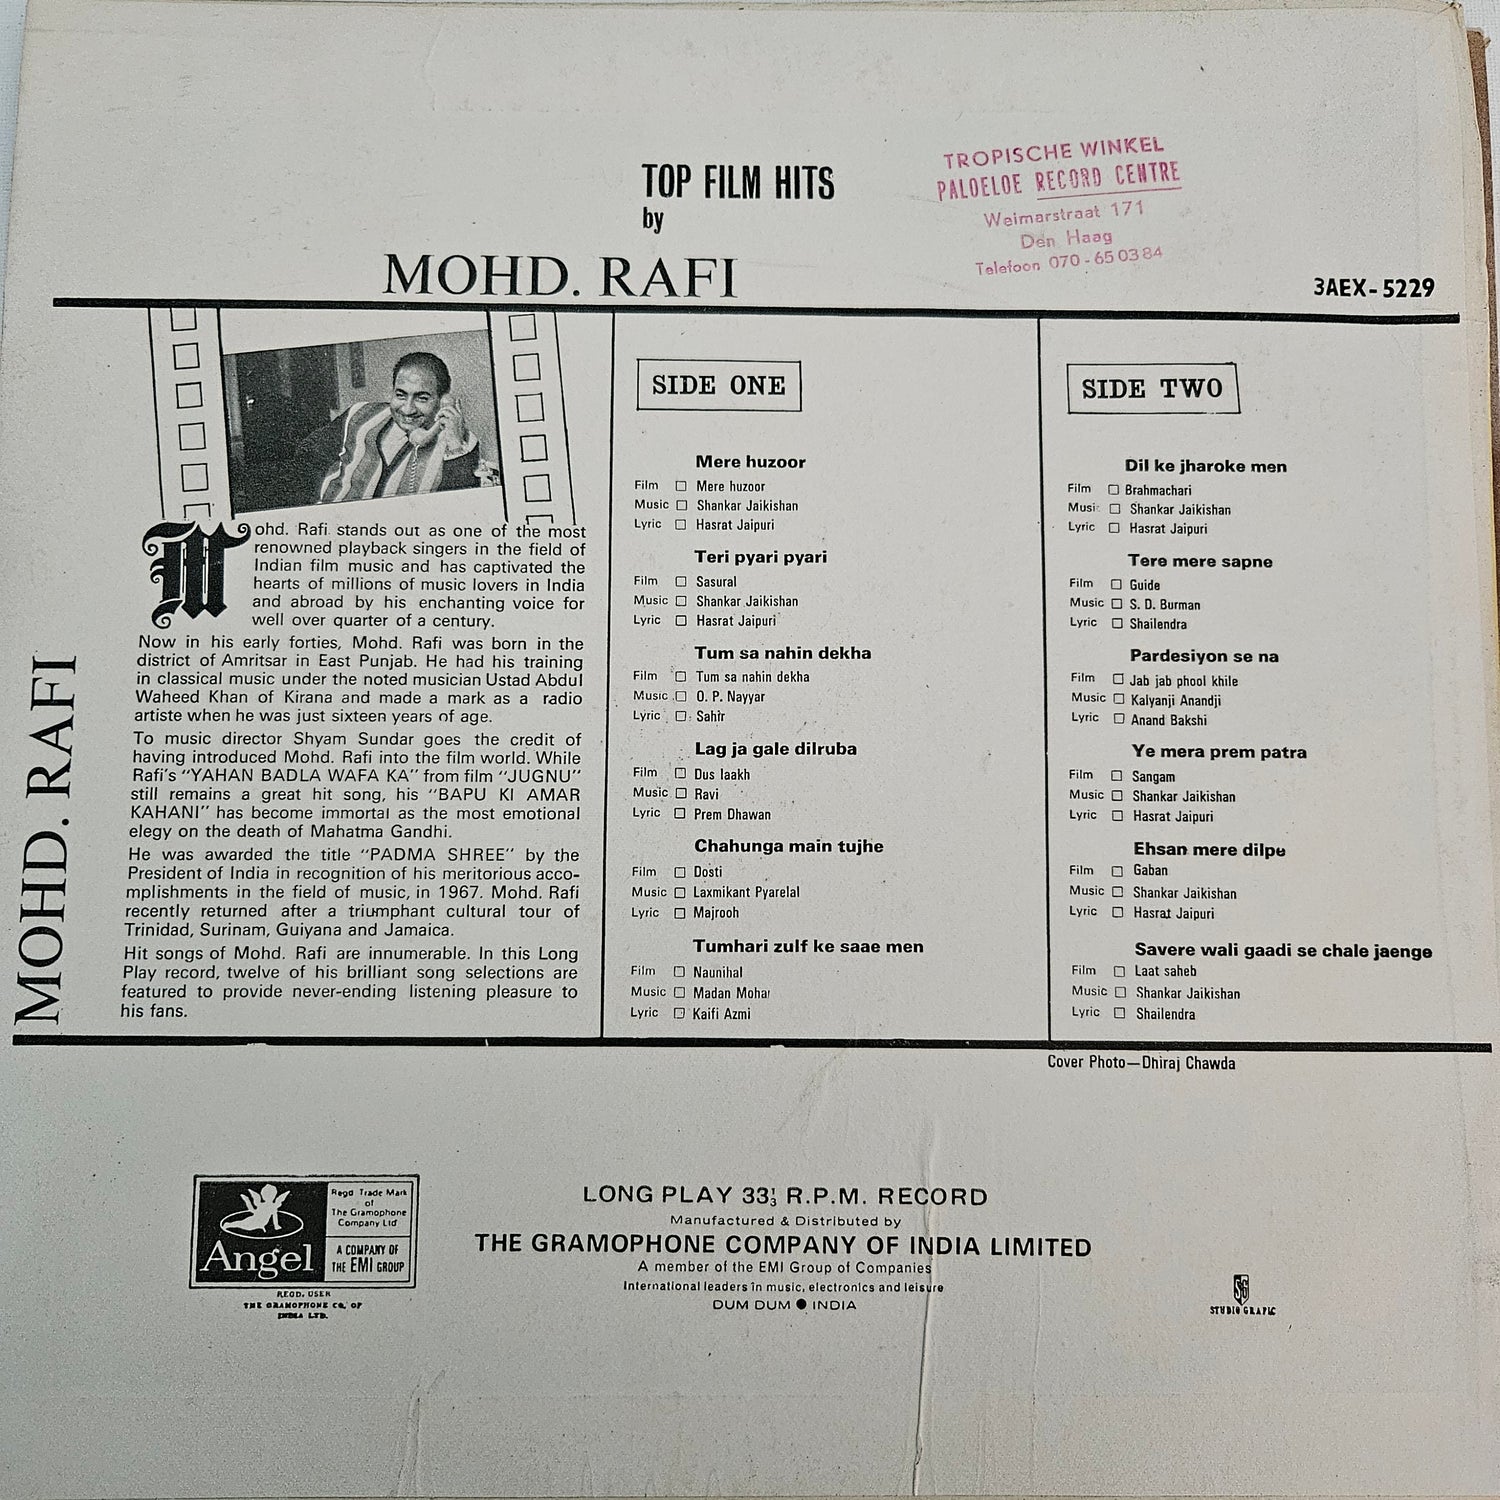 TOP FILM HITS
by
MOHD. RAFI
TROPISCHE WINKEL
PALOELOE RECORD CENTRE
Weimarstraat 171
Den Haag
Telefoon 070-650384
3AEX-5229
MOHD. RAFI
Mohd. Rafi stands out as one of the most
renowned playback singers in the field of
Indian film music and has captivated the
hearts of millions of music lovers in India
and abroad by his enchanting voice for
well over quarter of a century.
Now in his early forties, Mohd. Rafi was born in the
district of Amritsar in East Punjab. He had his training
in classical music under the noted musician Ustad Abdul
Waheed Khan of Kirana and made a mark as a radio
artiste when he was just sixteen years of age.
To music director Shyam Sundar goes the credit of
having introduced Mohd. Rafi into the film world. While
Rafi's "YAHAN BADLA WAFA KA" from film "JUGNU"
still remains a great hit song, his "BAPU KI AMAR
KAHANI" has become immortal as the most emotional
elegy on the death of Mahatma Gandhi.
He was awarded the title "PADMA SHREE" by the
President of India in recognition of his meritorious acco-
mplishments in the field of music, in 1967. Mohd. Rafi
recently returned after a triumphant cultural tour of
Trinidad, Surinam, Guiyana and Jamaica.
Hit songs of Mohd. Rafi are innumerable. In this Long
Play record, twelve of his brilliant song selections are
featured to provide never-ending listening pleasure to
his fans.
SIDE ONE
Mere huzoor
Film □ Mere huzoor
Music □ Shankar Jaikishan
Lyric □ Hasrat Jaipuri
Teri pyari pyari
Film □ Sasural
Music □ Shankar Jaikishan
Lyric □ Hasrat Jaipuri
Tum sa nahin dekha
Film □ Tum sa nahin dekha
Music □ O. P. Nayyar
Lyric □ Sahir
Lag ja gale dilruba
Film □ Dus laakh
Music □ Ravi
Lyric □ Prem Dhawan
Chahunga main tujhe
Film □ Dosti
Music □ Laxmikant Pyarelal
Lyric □ Majrooh
Tumhari zulf ke saae men
Film □ Naunihal
Music □ Madan Mohan
Lyric □ Kaifi Azmi
SIDE TWO
Dil ke jharoke men
Film □ Brahmachari
Music □ Shankar Jaikishan
Lyric □ Hasrat Jaipuri
Tere mere sapne
Film □ Guide
Music □ S. D. Burman
Lyric □ Shailendra
Pardesiyon se na
Film □ Jab jab phool khile
Music □ Kalyanji Anandji
Lyric □ Anand Bakshi
Ye mera prem patra
Film □ Sangam
Music □ Shankar Jaikishan
Lyric □ Hasrat Jaipuri
Ehsan mere dilpe
Film □ Gaban
Music □ Shankar Jaikishan
Lyric □ Hasrat Jaipuri
Savere wali gaadi se chale jaenge
Film □ Laat saheb
Music □ Shankar Jaikishan
Lyric □ Shailendra
Cover Photo—Dhiraj Chawda
Angel
Regd Trade Mark
of
The Gramophone
Company Ltd
A COMPANY OF
THE EMI GROUP
REGD. USER
THE GRAMOPHONE CO. OF
INDIA LTD.
LONG PLAY 33⅓ R.P.M. RECORD
Manufactured & Distributed by
THE GRAMOPHONE COMPANY OF INDIA LIMITED
A member of the EMI Group of Companies
International leaders in music, electronics and leisure
DUM DUM ● INDIA
SG
STUDIO GRAFIC